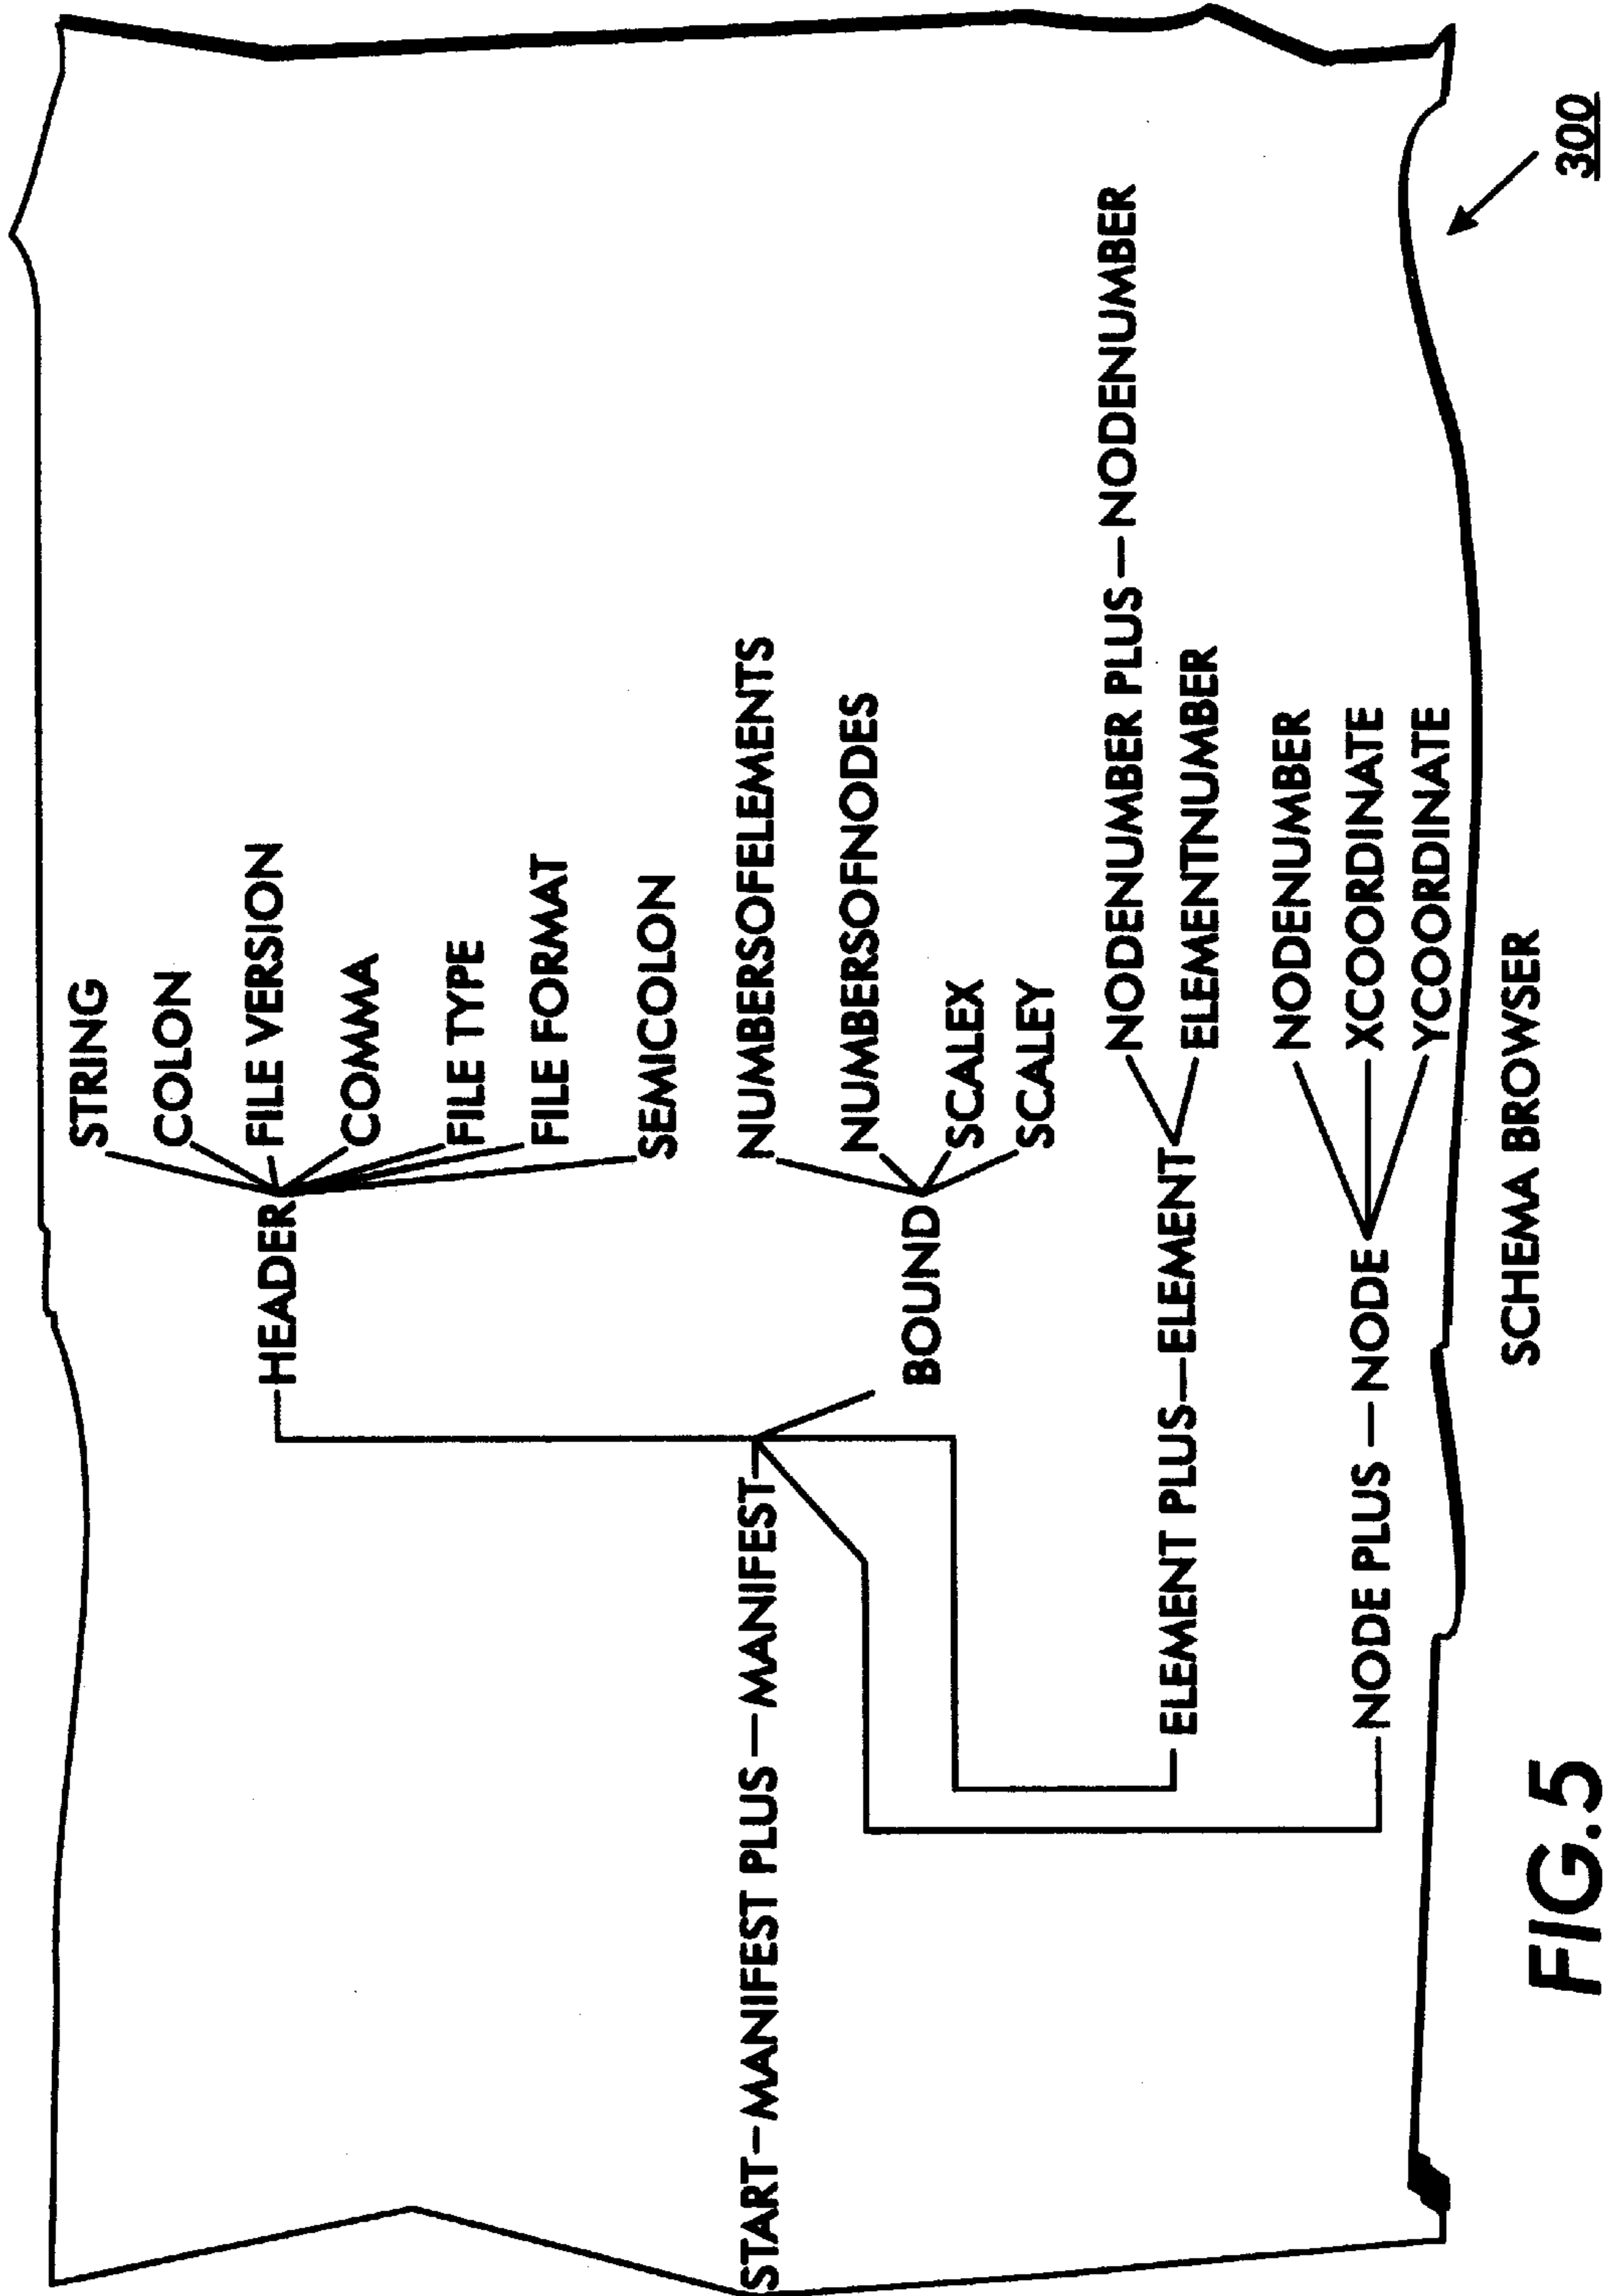 STRING
COLON
FILE VERSION
HEADER
COMMA
FILE TYPE
FILE FORMAT
SEMICOLON
START—MANIFEST PLUS—MANIFEST
NUMBERSOFELEMENTS
NUMBERSOFNODES
BOUND
SCALEX
SCALEY
NODENUMBER PLUS—NODENUMBER
ELEMENT PLUS—ELEMENT
ELEMENTNUMBER
NODENUMBER
NODE PLUS—NODE
XCOORDINATE
YCOORDINATE
SCHEMA BROWSER
300
FIG.5